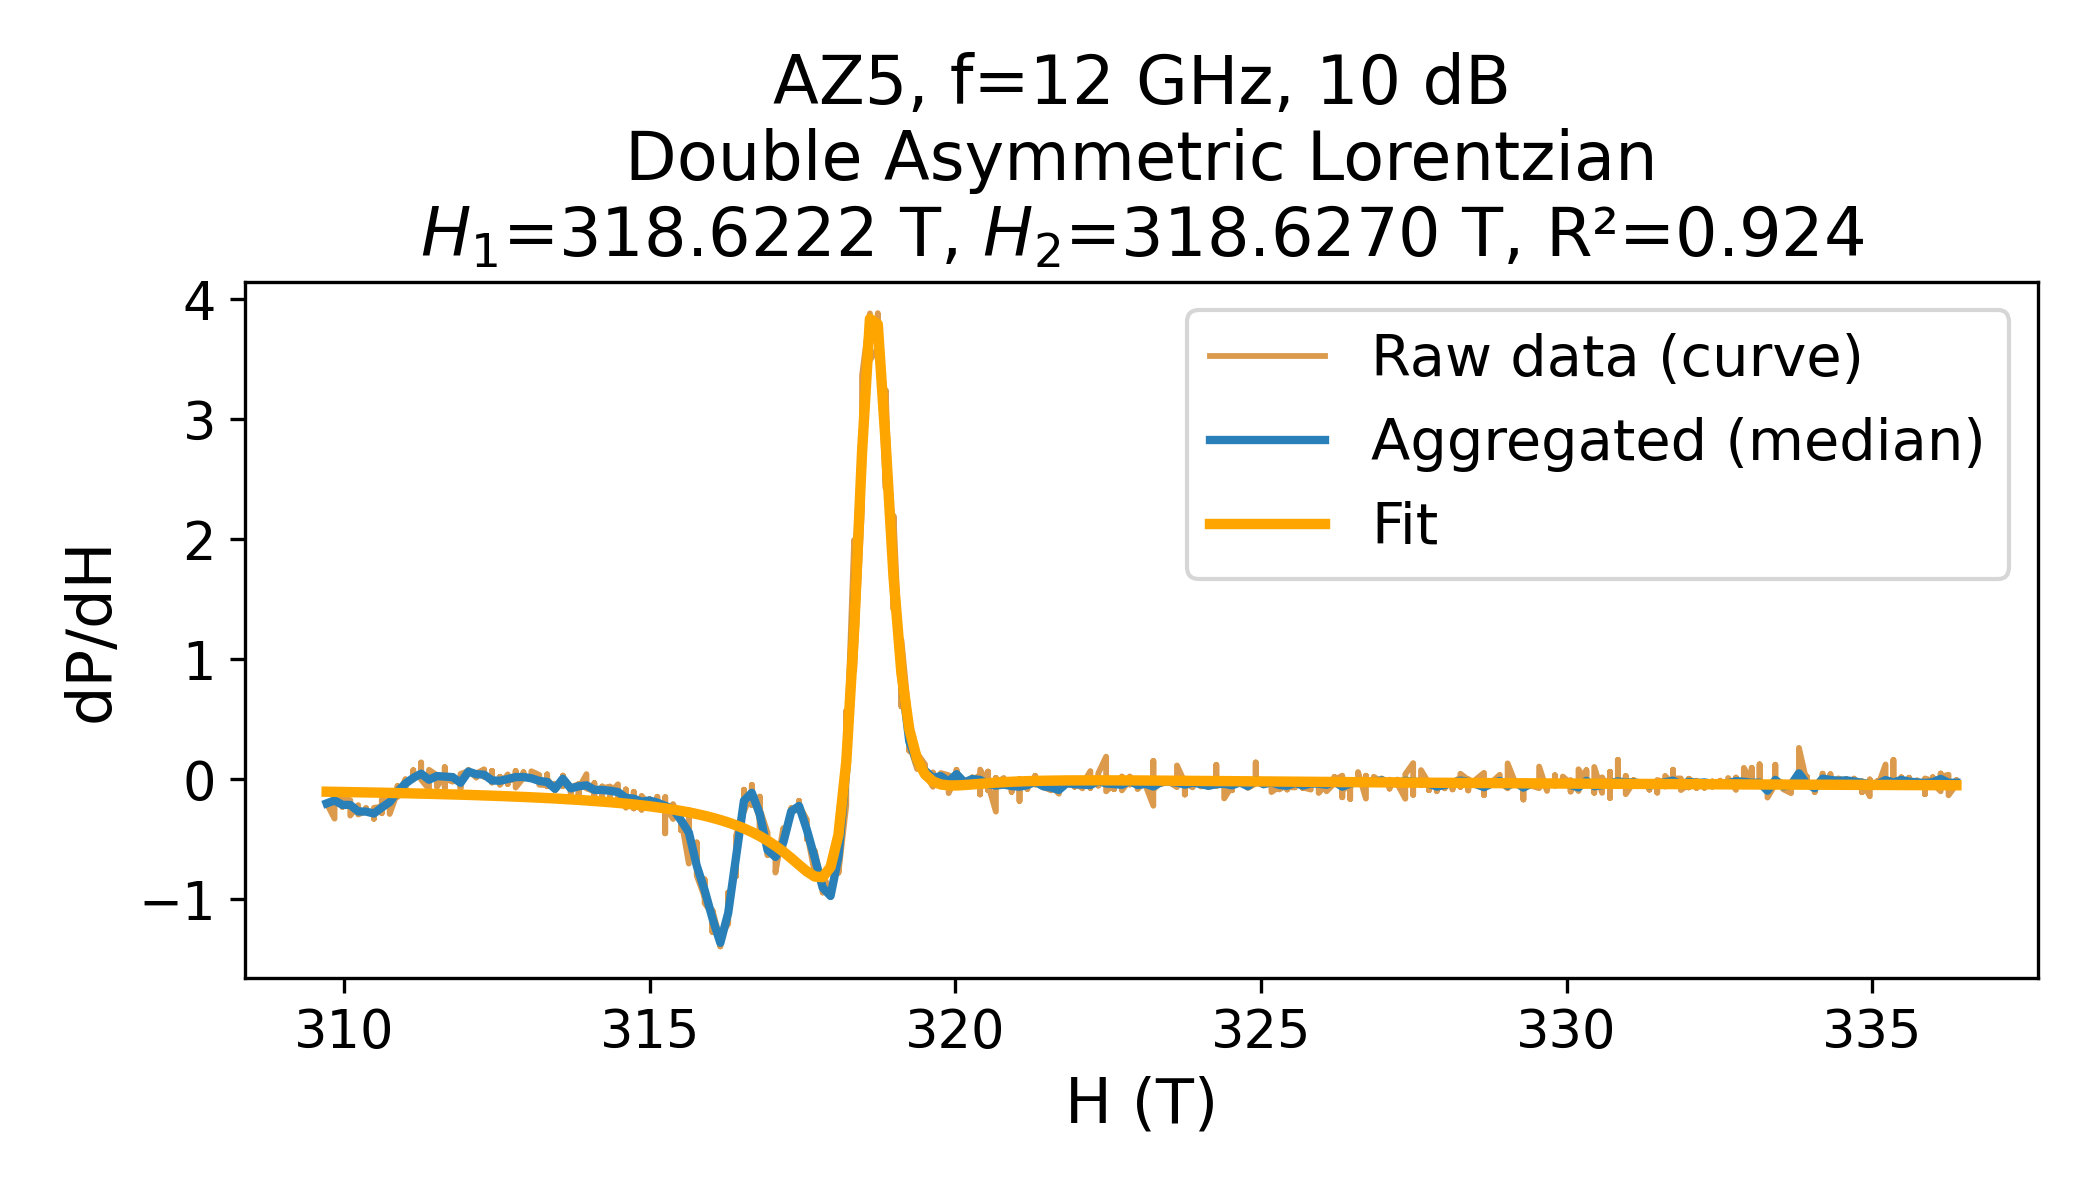 AZ5, f=12 GHz, 10 dB
Double Asymmetric Lorentzian
H₁=318.6222 T, H₂=318.6270 T, R²=0.924
4
3
2
1
0
−1
dP/dH
Raw data (curve)
Aggregated (median)
Fit
310 315 320 325 330 335
H (T)